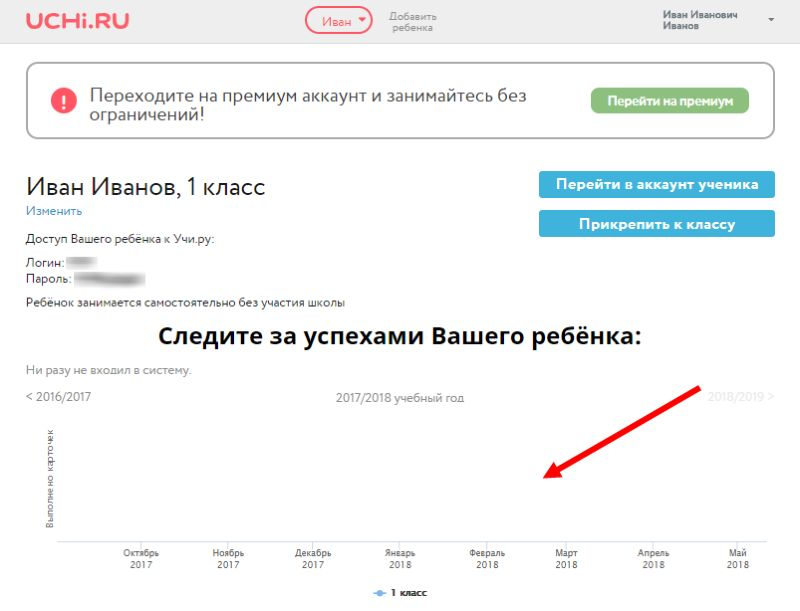 UCHi.RU
Иван
Добавить
ребенка
Иван Иванович
Иванов
Переходите на премиум аккаунт и занимайтесь без
ограничений!
Перейти на премиум
Иван Иванов, 1 класс
Изменить
Перейти в аккаунт ученика
Прикрепить к классу
Доступ Вашего ребёнка к Учи.ру:
Логин:
Пароль:
Ребёнок занимается самостоятельно без участия школы
Следите за успехами Вашего ребёнка:
Ни разу не входил в систему.
< 2016/2017
2017/2018 учебный год
2018/2019 >
Выполнено карточек
Октябрь
2017
Ноябрь
2017
Декабрь
2017
Январь
2018
Февраль
2018
Март
2018
Апрель
2018
Май
2018
1 класс